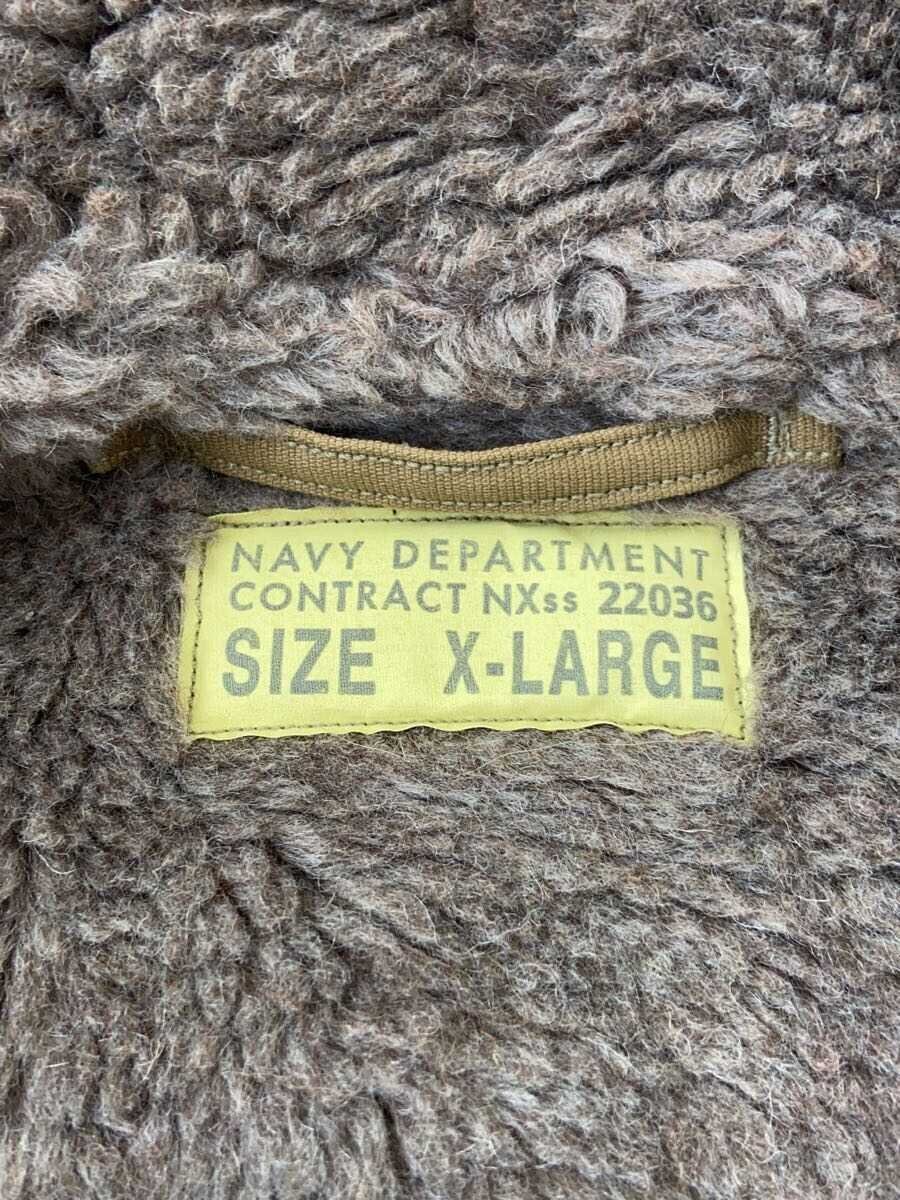 NAVY DEPARTMENT
CONTRACT NXss 22036
SIZE X-LARGE